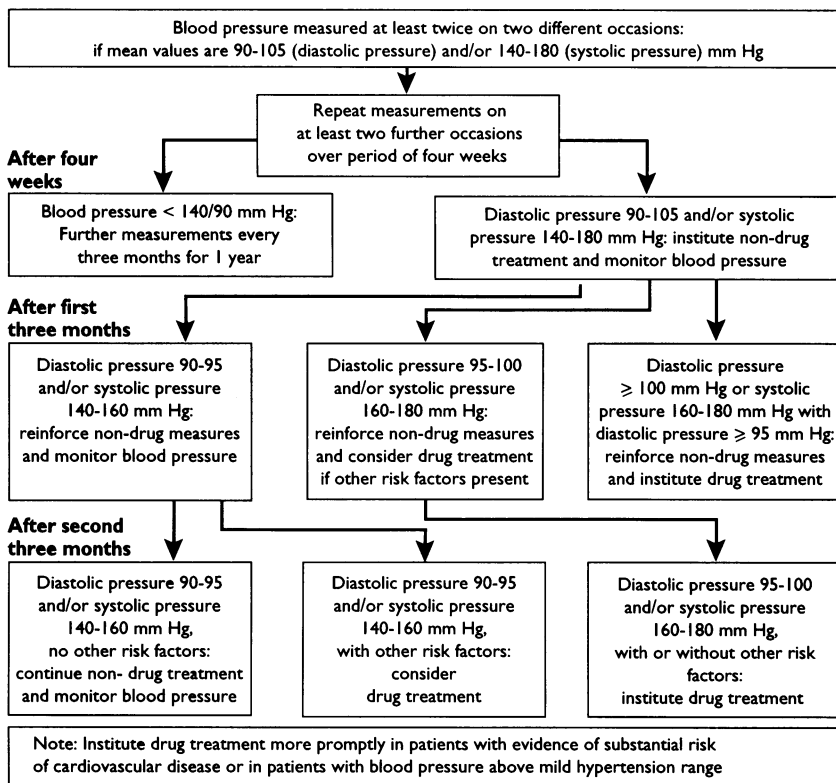 Blood pressure measured at least twice on two different occasions:
if mean values are 90-105 (diastolic pressure) and/or 140-180 (systolic pressure) mm Hg
Repeat measurements on
at least two further occasions
over period of four weeks
After four
weeks
Blood pressure < 140/90 mm Hg:
Further measurements every
three months for 1 year
Diastolic pressure 90-105 and/or systolic
pressure 140-180 mm Hg: institute non-drug
treatment and monitor blood pressure
After first
three months
Diastolic pressure 90-95
and/or systolic pressure
140-160 mm Hg:
reinforce non-drug measures
and monitor blood pressure
Diastolic pressure 95-100
and/or systolic pressure
160-180 mm Hg:
reinforce non-drug measures
and consider drug treatment
if other risk factors present
Diastolic pressure
⩾ 100 mm Hg or systolic
pressure 160-180 mm Hg with
diastolic pressure ⩾ 95 mm Hg:
reinforce non-drug measures
and institute drug treatment
After second
three months
Diastolic pressure 90-95
and/or systolic pressure
140-160 mm Hg,
no other risk factors:
continue non- drug treatment
and monitor blood pressure
Diastolic pressure 90-95
and/or systolic pressure
140-160 mm Hg,
with other risk factors:
consider
drug treatment
Diastolic pressure 95-100
and/or systolic pressure
160-180 mm Hg,
with or without other risk
factors:
institute drug treatment
Note: Institute drug treatment more promptly in patients with evidence of substantial risk
of cardiovascular disease or in patients with blood pressure above mild hypertension range